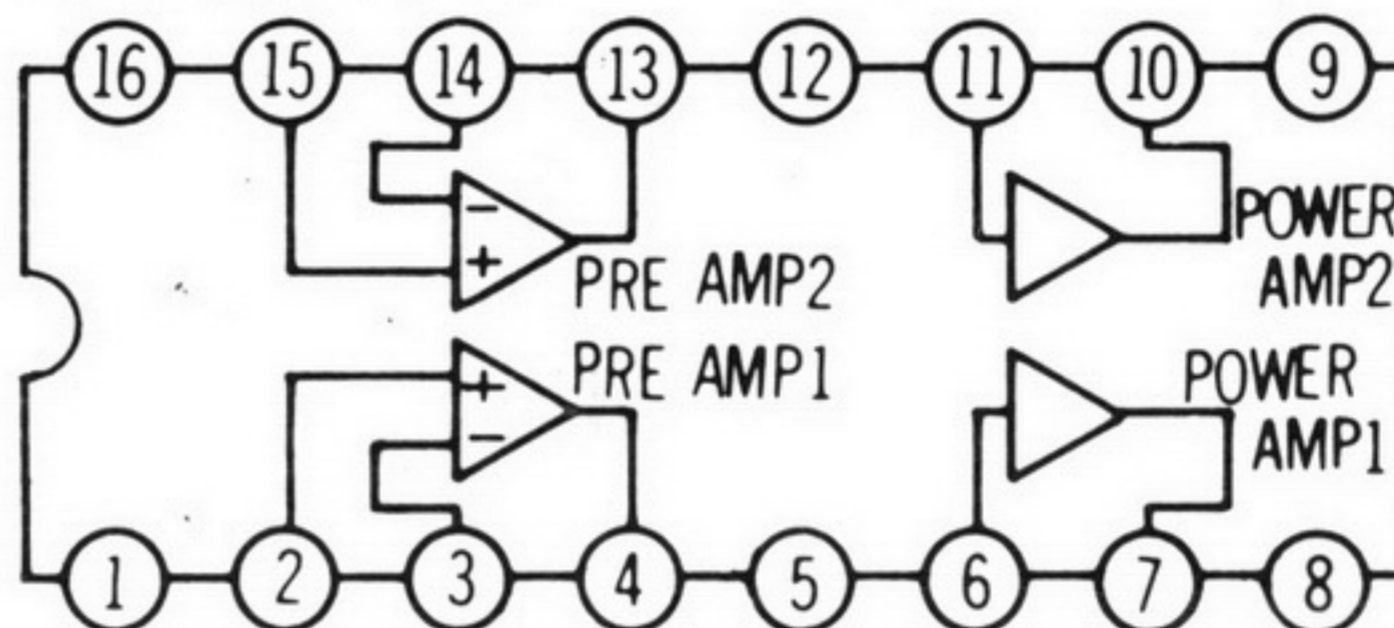 16 15 14 13 12 11 10 9
−
+
POWER
AMP2
PRE AMP2
PRE AMP1
+
−
POWER
AMP1
1 2 3 4 5 6 7 8